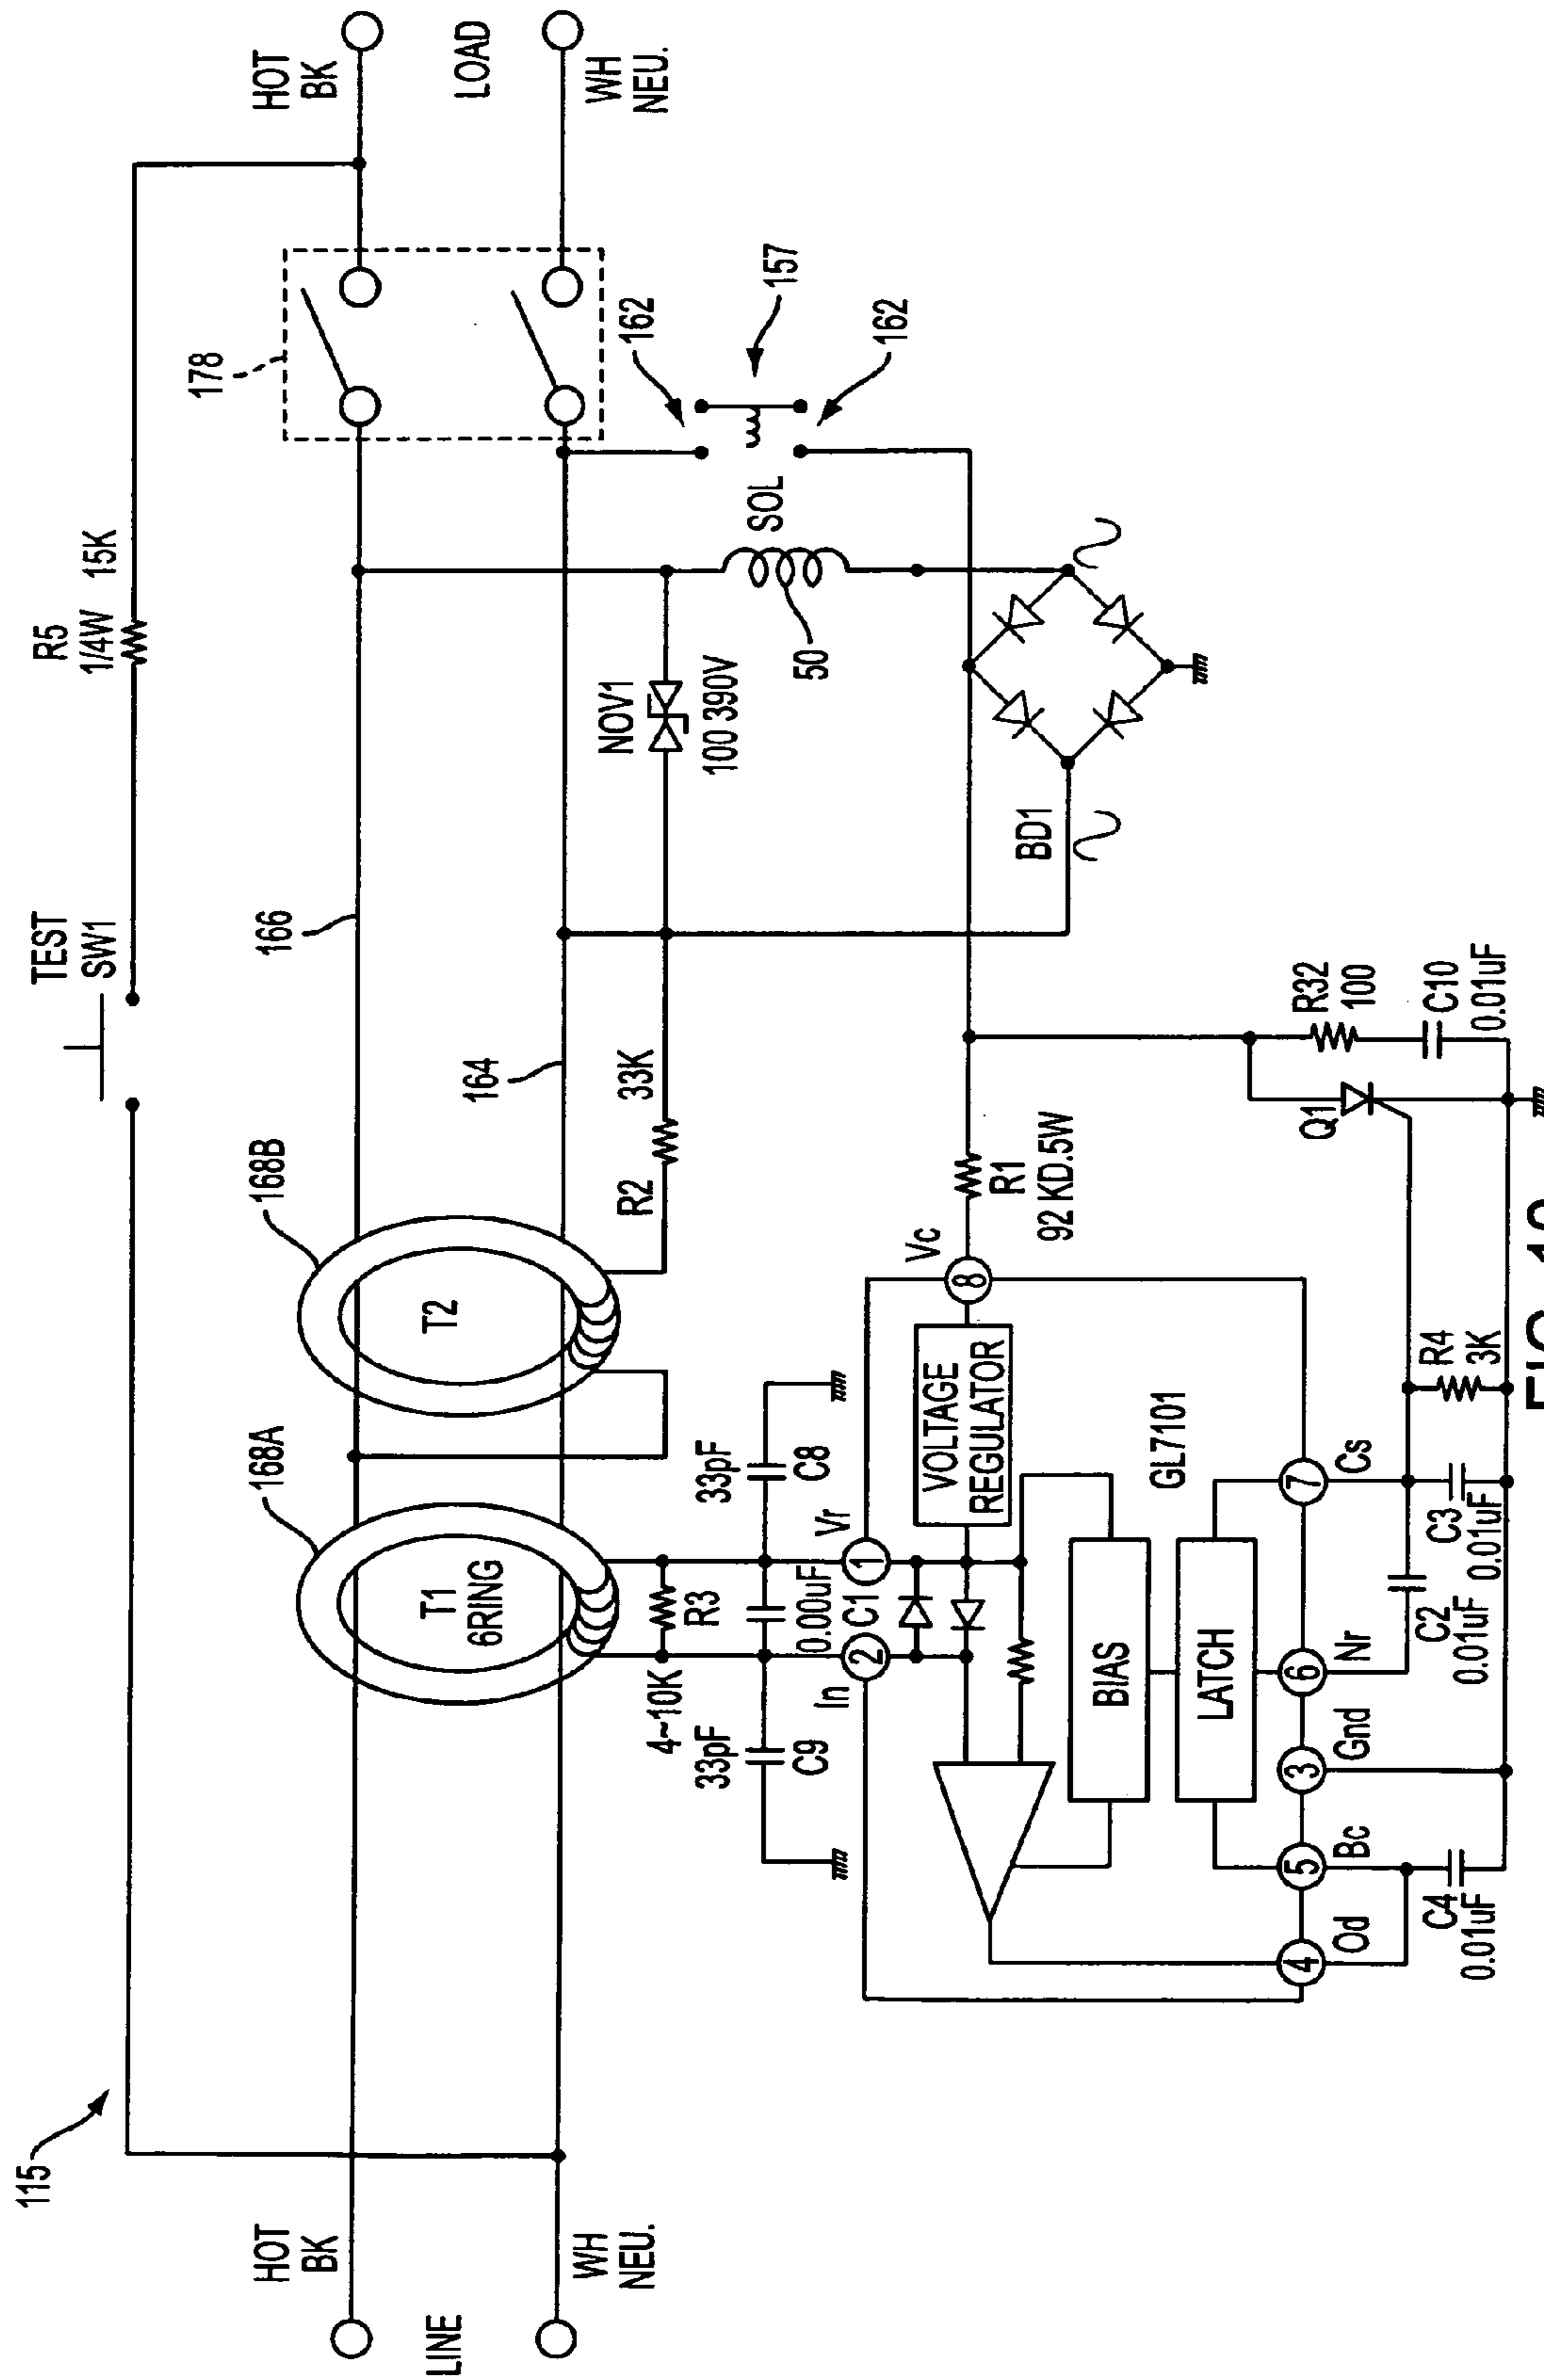 115
TEST
SW1
R5
1/4W 15K
HOT
BK
LINE
WH
NEU.
168A
T1
6RING
168B
T2
166
164
178
HOT
BK
LOAD
WH
NEU.
R2
33K
NOV1
100 390V
SOL
50
162
157
162
BD1
4~10K
R3
33pF
C9
33pF
C8
0.00uF
C1
In
2
1
Vr
Vc
8
R1
92 KD.5W
VOLTAGE
REGULATOR
BIAS
LATCH
GL7101
4
Od
5
Bc
3
Gnd
6
Nr
7
Cs
C4
0.01uF
C2
0.01uF
C3
0.01uF
R4
3K
Q1
R32
100
C10
0.01uF